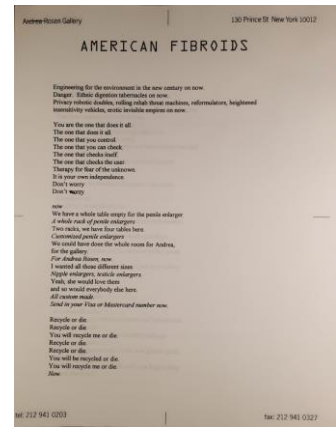 Andrea Rosen Gallery
130 Prince St New York 10012
AMERICAN FIBROIDS
Engineering for the environment in the new century on now.
Danger. Ethnic digestion tabernacles on now.
Privacy robotic doubles, rolling rehab throat machines, reformulators, heightened
insensitivity vehicles, arctic invisible empires on now.
You are the one that does it all.
The one that does it all.
The one that you control.
The one that you can check.
The one that checks itself.
The one that checks the user.
Therapy for fear of the unknown.
It is your own independence.
Don't worry
Don't worry
now
We have a whole table empty for the penile enlarger
A whole rack of penile enlargers
Two racks, we have four tables here.
Customized penile enlargers
We could have done the whole room for Andrea,
for the gallery.
For Andrea Rosen, now
I wanted all those different sizes
Nipple enlargers, testicle enlargers
Yeah, she would love them
and so would everybody else here.
All custom made.
Send in your Visa or Mastercard number now.
Recycle or die.
Recycle or die.
You will recycle me or die.
Recycle or die.
Recycle or die.
You will be recycled or die.
You will recycle me or die.
Now.
tel: 212 941 0203
fax: 212 941 0327